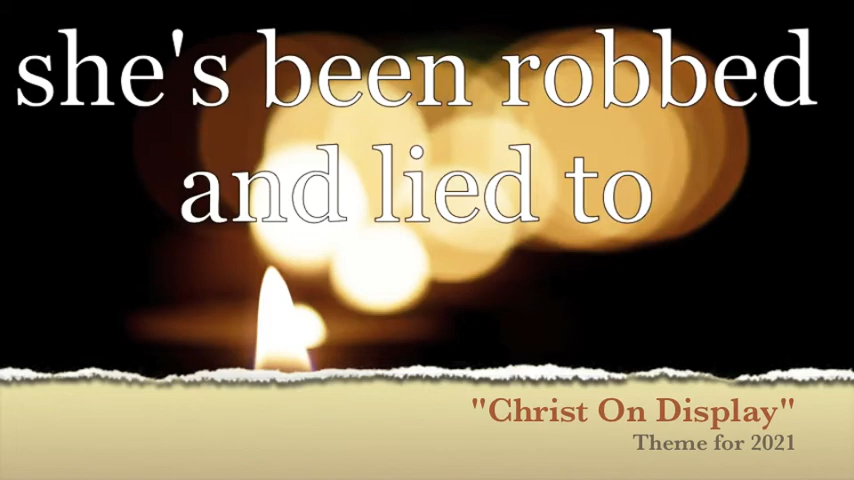 she's been robbed
and lied to
"Christ On Display"
Theme for 2021